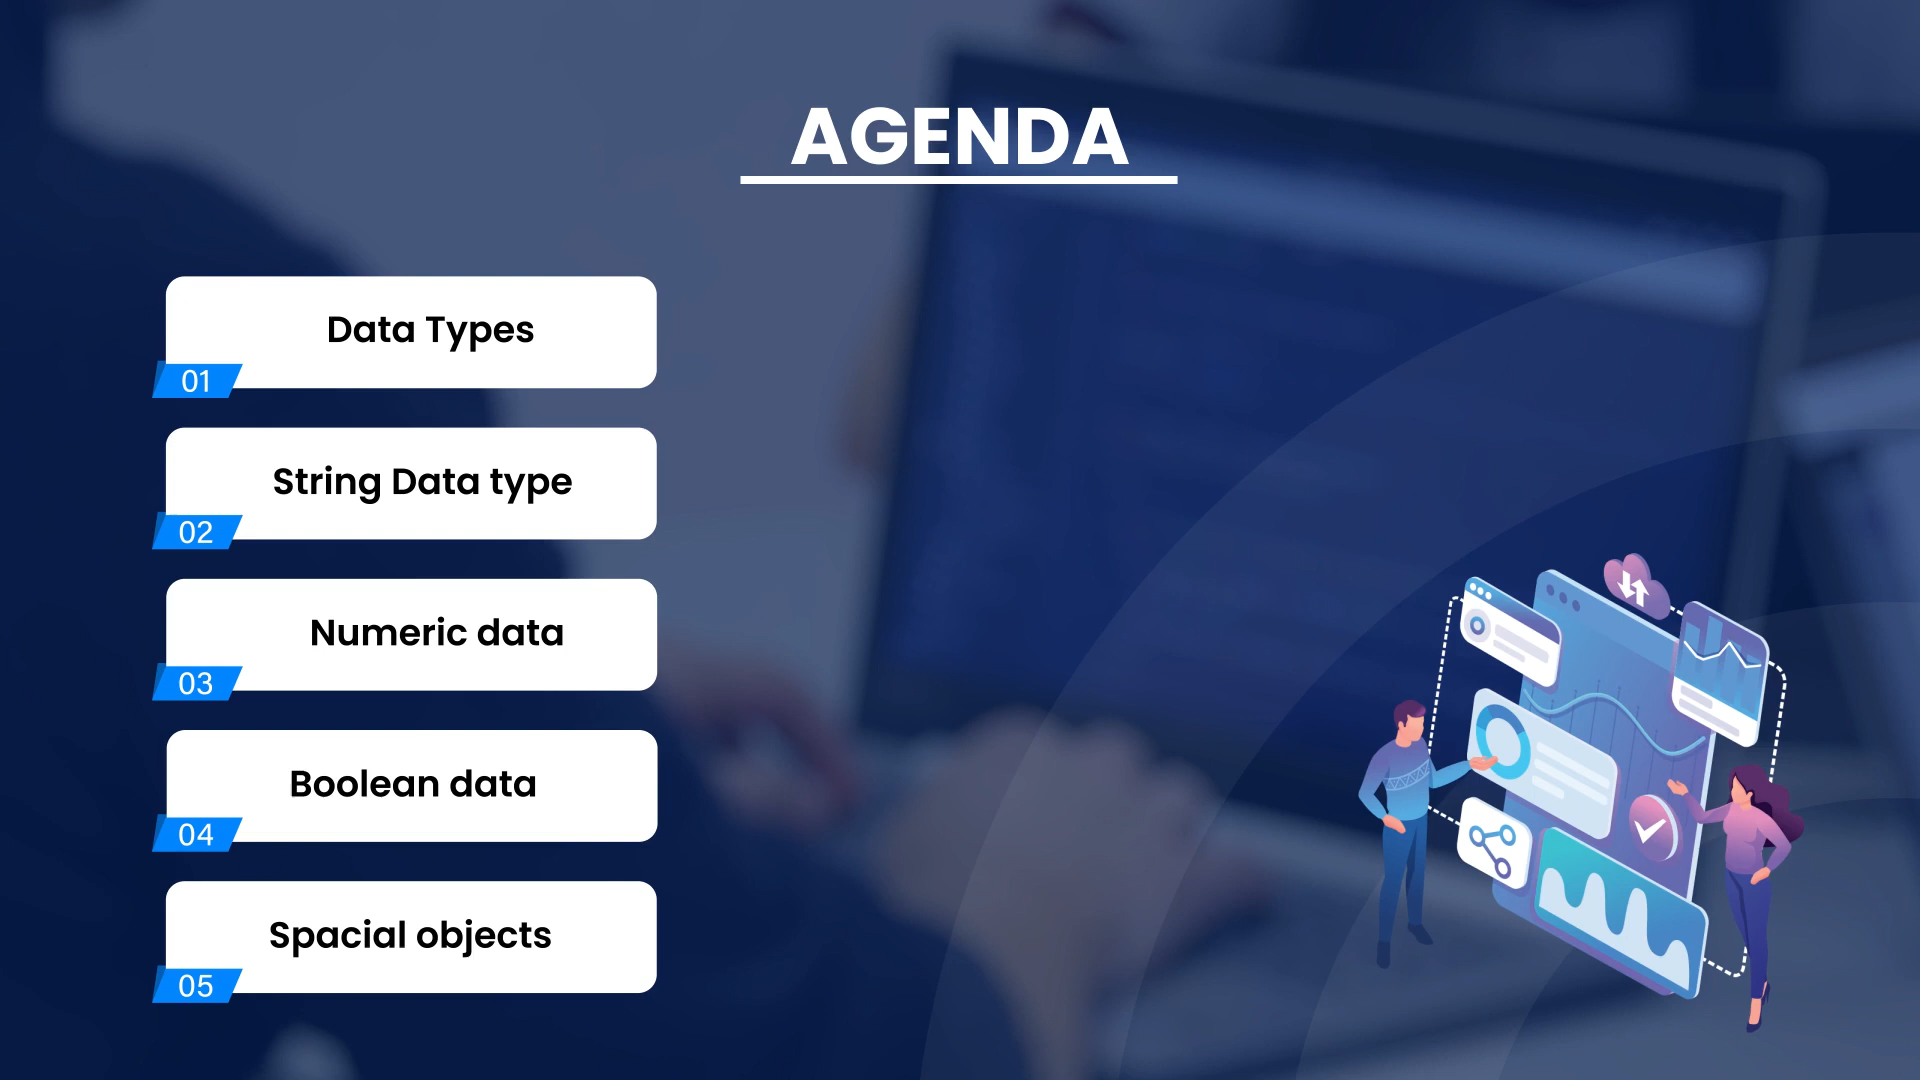 AGENDA
Data Types
01
String Data type
02
Numeric data
03
Boolean data
04
Spacial objects
05